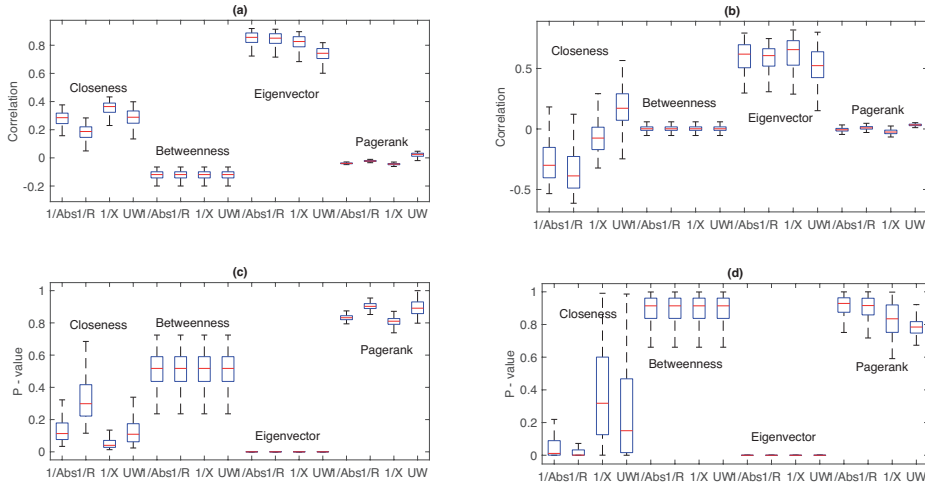 (a)
Correlation
0.8
0.6
0.4
0.2
0
-0.2
Closeness
Betweenness
Eigenvector
Pagerank
1/Abs1/R 1/X UW1/Abs1/R 1/X UW1/Abs1/R 1/X UW1/Abs1/R 1/X UW
(b)
Correlation
0.5
0
-0.5
Closeness
Betweenness
Eigenvector
Pagerank
1/Abs1/R 1/X UW1/Abs1/R 1/X UW1/Abs1/R 1/X UW1/Abs1/R 1/X UW
(c)
P - value
1
0.8
0.6
0.4
0.2
0
Closeness
Betweenness
Eigenvector
Pagerank
1/Abs1/R 1/X UW1/Abs1/R 1/X UW1/Abs1/R 1/X UW1/Abs1/R 1/X UW
(d)
P - value
1
0.8
0.6
0.4
0.2
0
Closeness
Betweenness
Eigenvector
Pagerank
1/Abs1/R 1/X UW1/Abs1/R 1/X UW1/Abs1/R 1/X UW1/Abs1/R 1/X UW